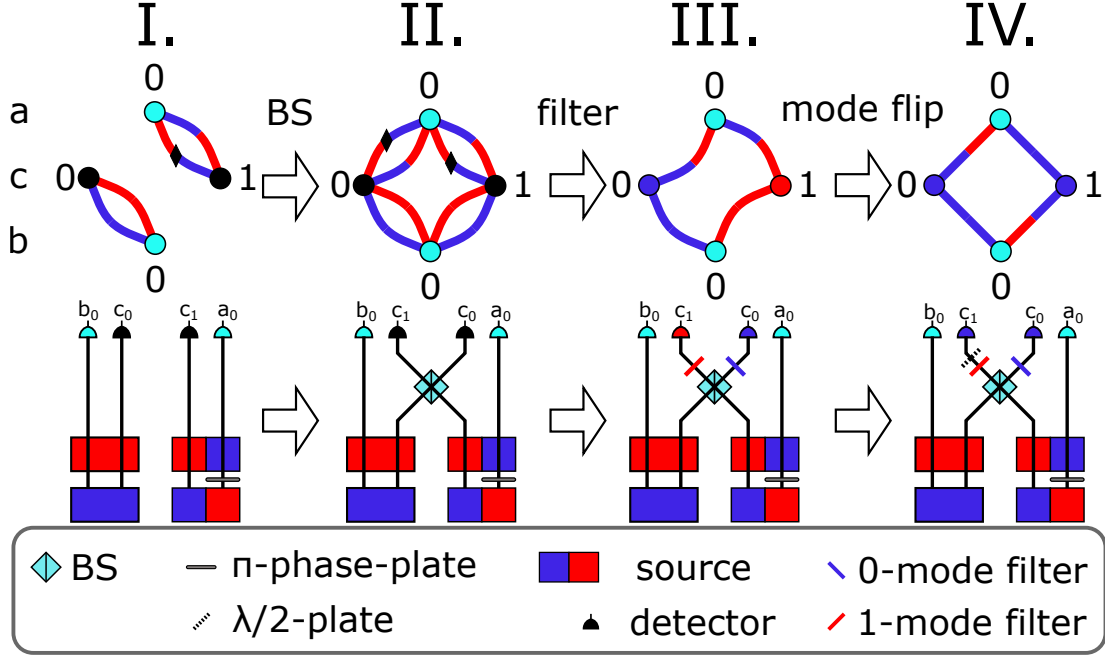 I. II. III. IV.
0 0 0 0
a BS filter mode flip
c 0 1 0 1 0 1 0 1
b
0 0 0 0
b₀ c₀ c₁ a₀ b₀ c₁ c₀ a₀ b₀ c₁ c₀ a₀ b₀ c₁ c₀ a₀
BS π-phase-plate source 0-mode filter
λ/2-plate detector 1-mode filter